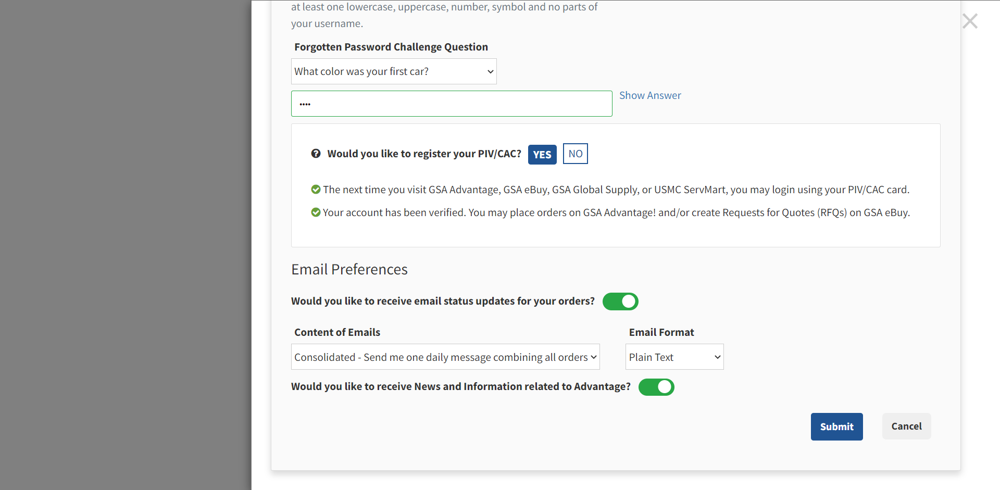 at least one lowercase, uppercase, number, symbol and no parts of
your username.
Forgotten Password Challenge Question
What color was your first car?
••••
Show Answer
Would you like to register your PIV/CAC? YES NO
The next time you visit GSA Advantage, GSA eBuy, GSA Global Supply, or USMC ServMart, you may login using your PIV/CAC card.
Your account has been verified. You may place orders on GSA Advantage! and/or create Requests for Quotes (RFQs) on GSA eBuy.
Email Preferences
Would you like to receive email status updates for your orders?
Content of Emails
Consolidated - Send me one daily message combining all orders
Email Format
Plain Text
Would you like to receive News and Information related to Advantage?
Submit
Cancel